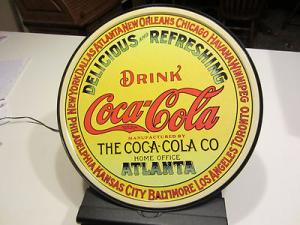 PHILADELPHIA NEW YORK DALLAS ATLANTA NEW ORLEANS CHICAGO HAVANA WINNIPEG
TORONTO LOS ANGELES BALTIMORE KANSAS CITY
DELICIOUS AND REFRESHING
DRINK
Coca-Cola
MANUFACTURED BY
THE COCA-COLA CO
HOME OFFICE
ATLANTA